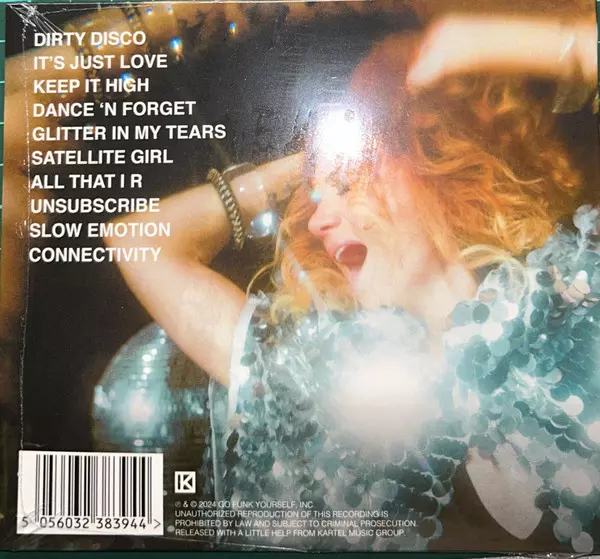 DIRTY DISCO
IT'S JUST LOVE
KEEP IT HIGH
DANCE 'N FORGET
GLITTER IN MY TEARS
SATELLITE GIRL
ALL THAT I R
UNSUBSCRIBE
SLOW EMOTION
CONNECTIVITY
K
℗ & © 2024 GO FUNK YOURSELF, INC
UNAUTHORIZED REPRODUCTION OF THIS RECORDING IS
PROHIBITED BY LAW AND SUBJECT TO CRIMINAL PROSECUTION.
RELEASED WITH A LITTLE HELP FROM KARTEL MUSIC GROUP.
5 056032 383944 >